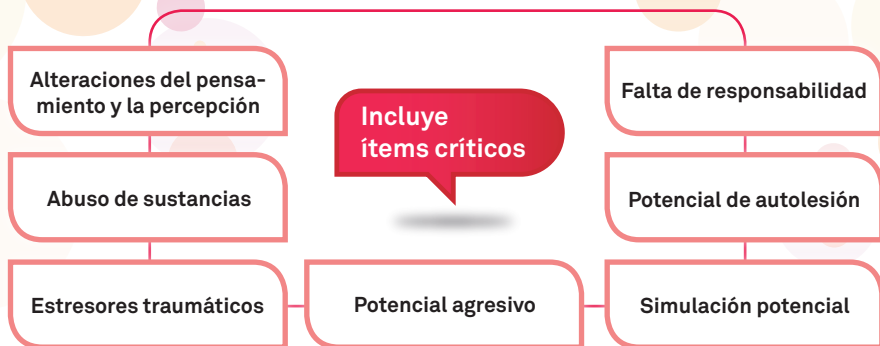 Alteraciones del pensa-
miento y la percepción
Incluye
ítems críticos
Falta de responsabilidad
Abuso de sustancias
Potencial de autolesión
Estresores traumáticos
Potencial agresivo
Simulación potencial